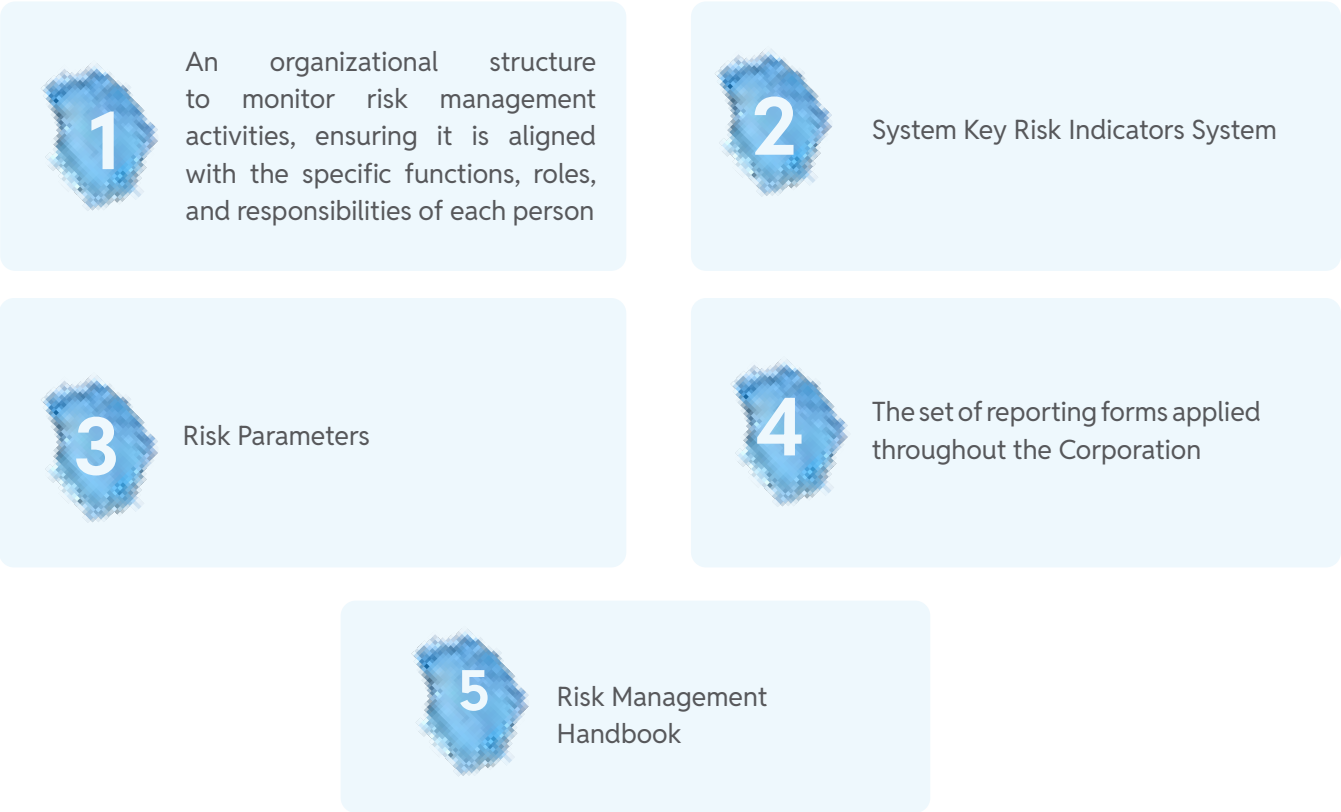 1
An organizational structure
to monitor risk management
activities, ensuring it is aligned
with the specific functions, roles,
and responsibilities of each person
2
System Key Risk Indicators System
3
Risk Parameters
4
The set of reporting forms applied
throughout the Corporation
5
Risk Management
Handbook